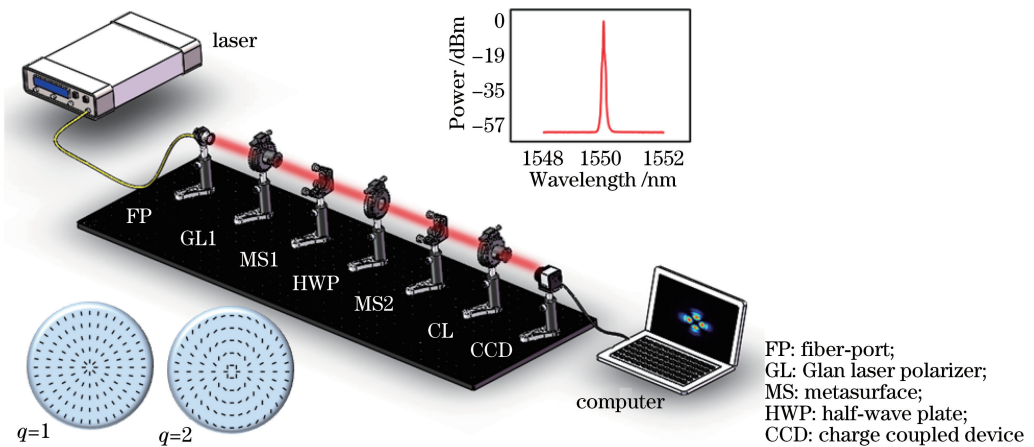 laser
Power /dBm
0
−19
−35
−57
1548 1550 1552
Wavelength /nm
FP
GL1
MS1
HWP
MS2
CL
CCD
computer
q=1
q=2
FP: fiber-port;
GL: Glan laser polarizer;
MS: metasurface;
HWP: half-wave plate;
CCD: charge coupled device